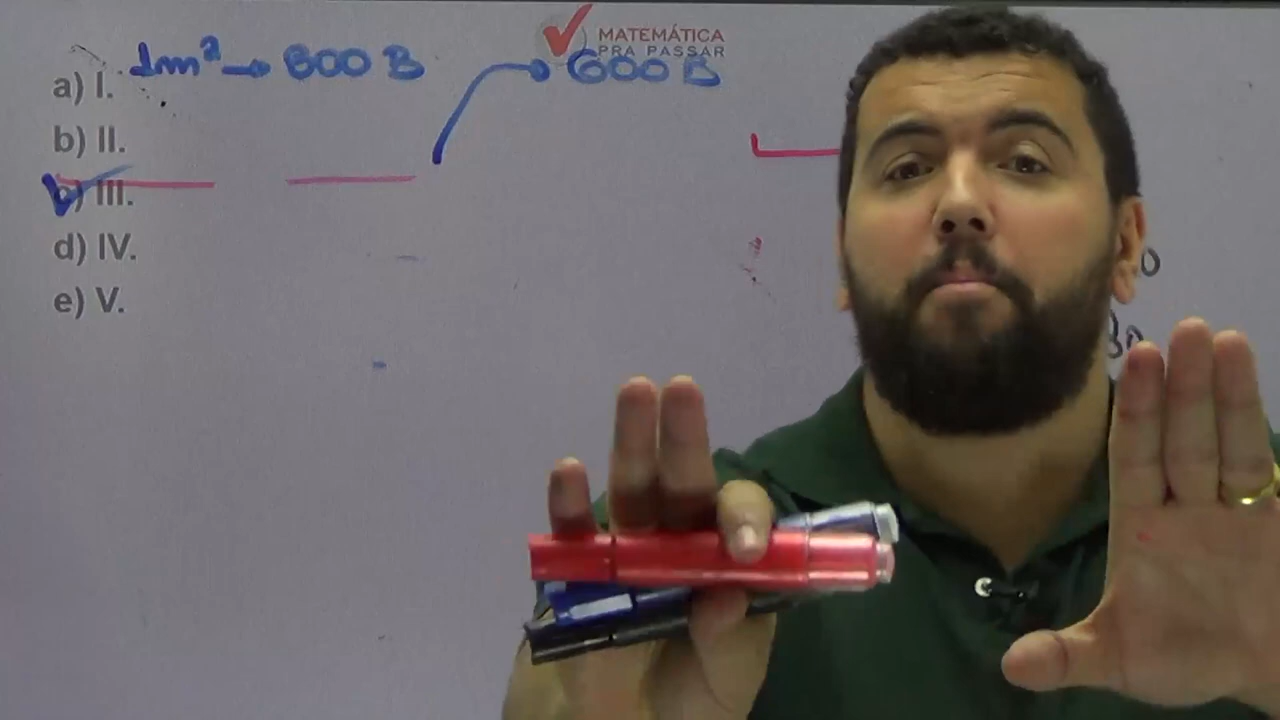 MATEMÁTICA
PRA PASSAR
1m² → 800 B
600 B
a) I.
b) II.
c) III.
d) IV.
e) V.